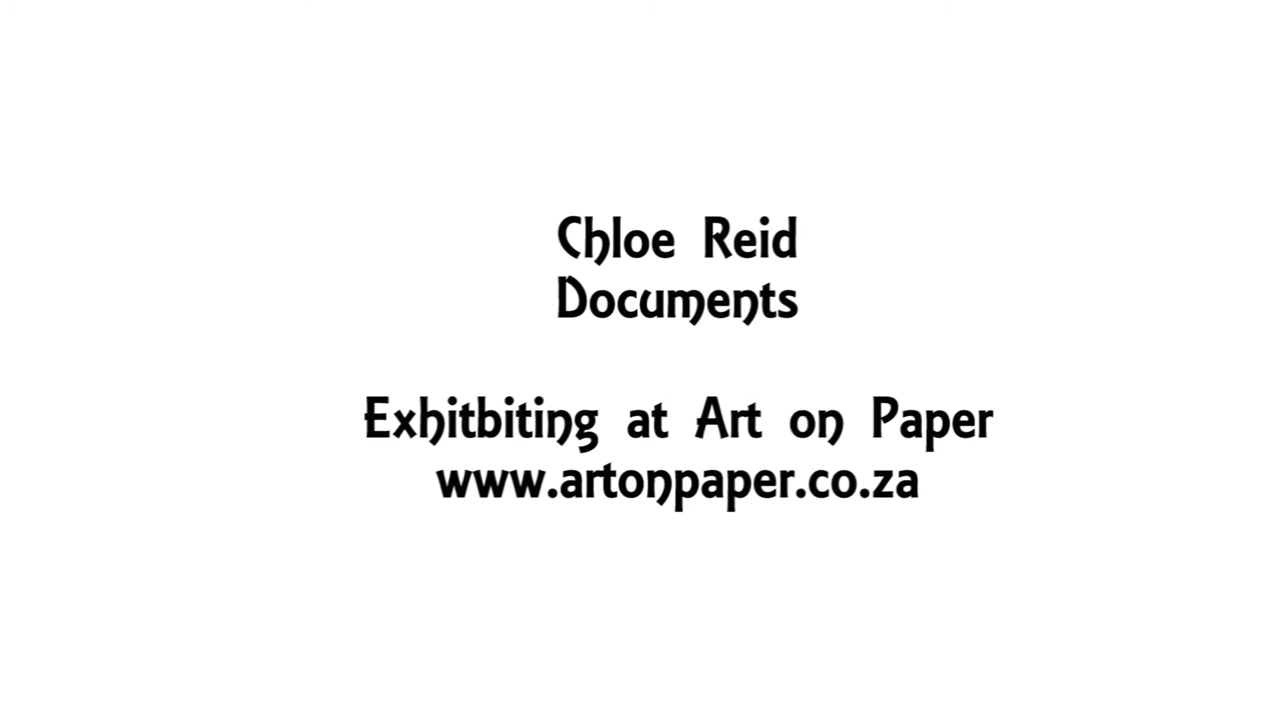 Chloe Reid
Documents
Exhitbiting at Art on Paper
www.artonpaper.co.za